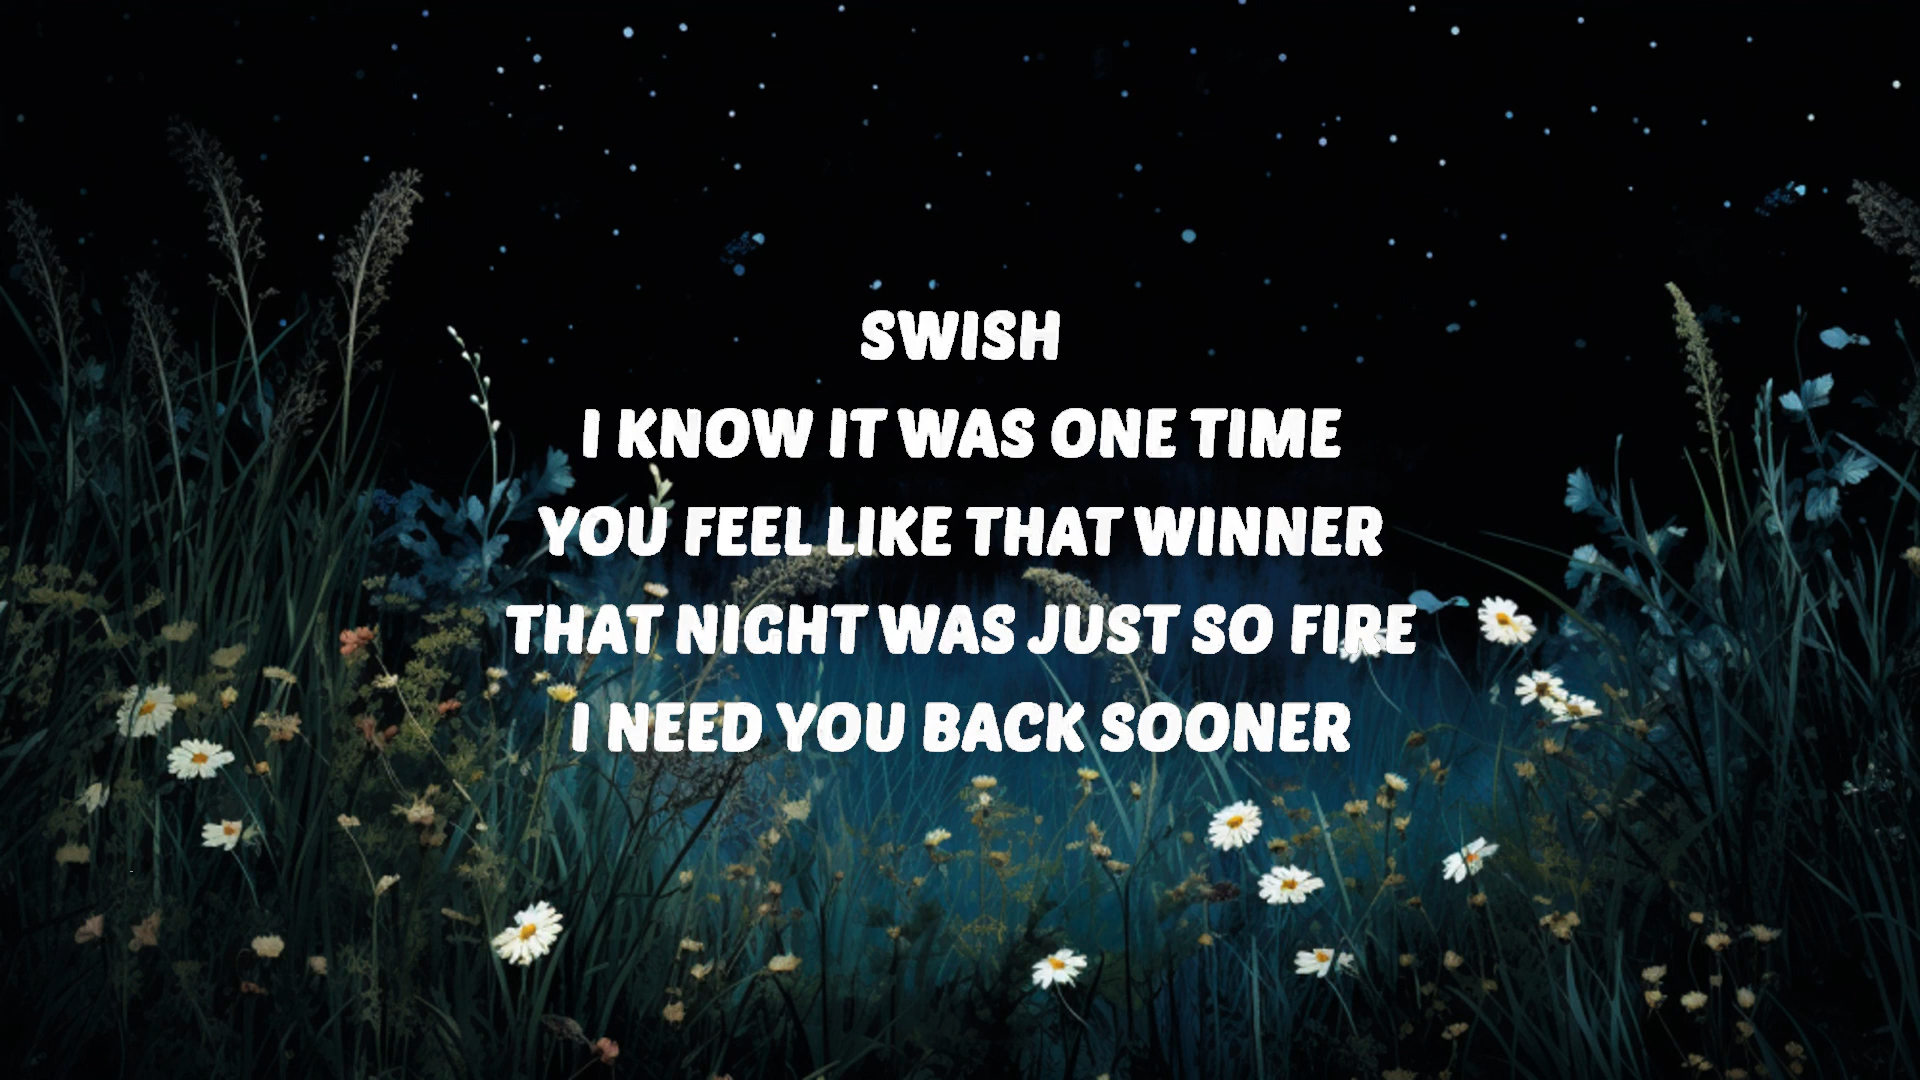 SWISH
I KNOW IT WAS ONE TIME
YOU FEEL LIKE THAT WINNER
THAT NIGHT WAS JUST SO FIRE
I NEED YOU BACK SOONER